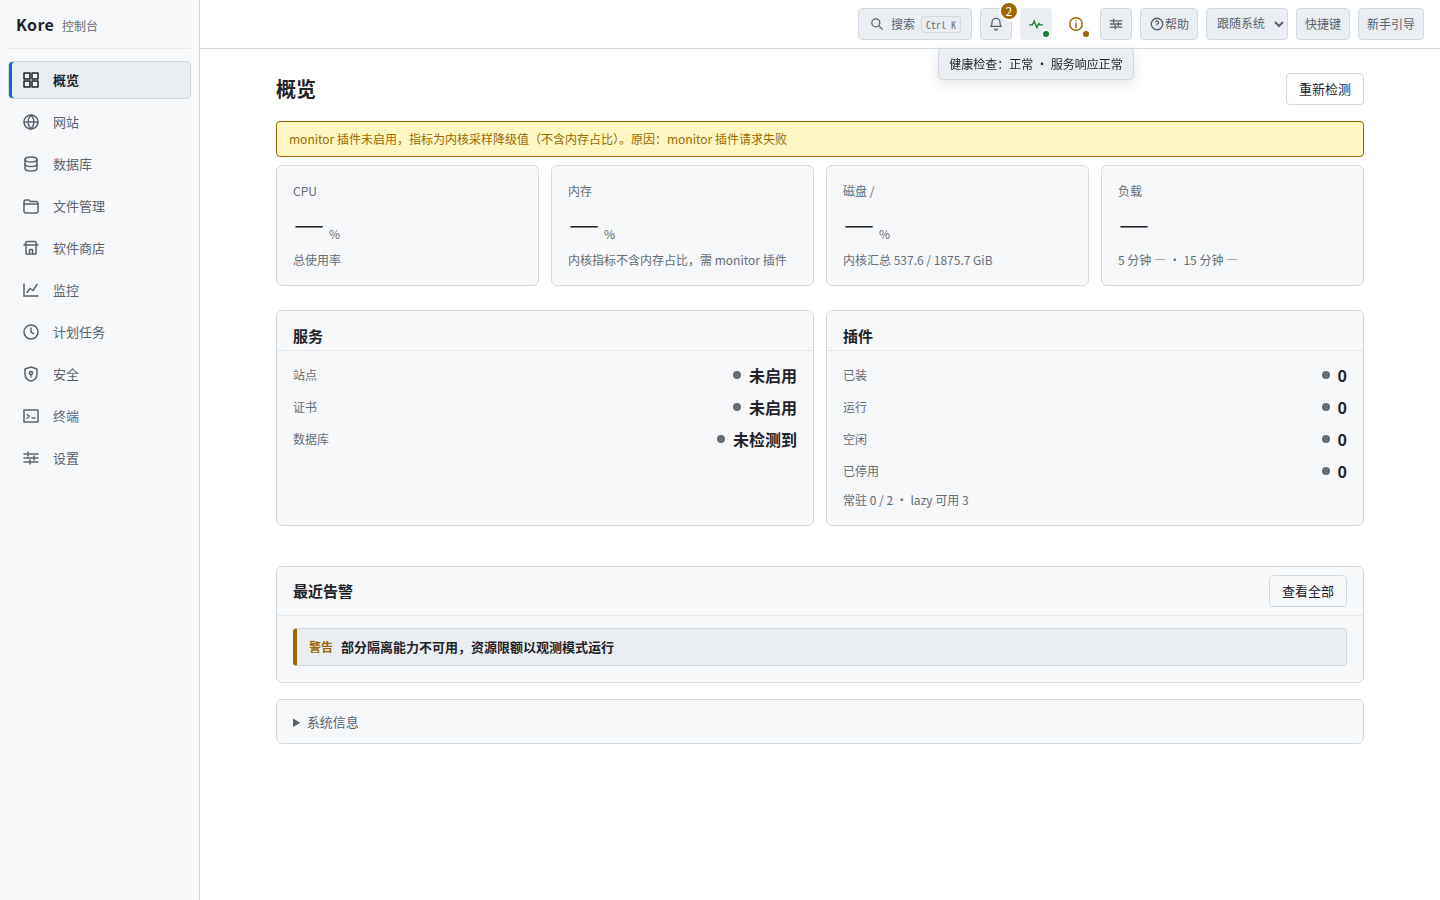 Kore 控制台
搜索 Ctrl K
2
帮助
跟随系统
快捷键
新手引导
健康检查：正常 · 服务响应正常
概览
网站
数据库
文件管理
软件商店
监控
计划任务
安全
终端
设置
概览
重新检测
monitor 插件未启用，指标为内核采样降级值（不含内存占比）。原因：monitor 插件请求失败
CPU
— %
总使用率
内存
— %
内核指标不含内存占比，需 monitor 插件
磁盘 /
— %
内核汇总 537.6 / 1875.7 GiB
负载
—
5 分钟 — · 15 分钟 —
服务
站点 未启用
证书 未启用
数据库 未检测到
插件
已装 0
运行 0
空闲 0
已停用 0
常驻 0 / 2 · lazy 可用 3
最近告警
查看全部
警告 部分隔离能力不可用，资源限额以观测模式运行
系统信息